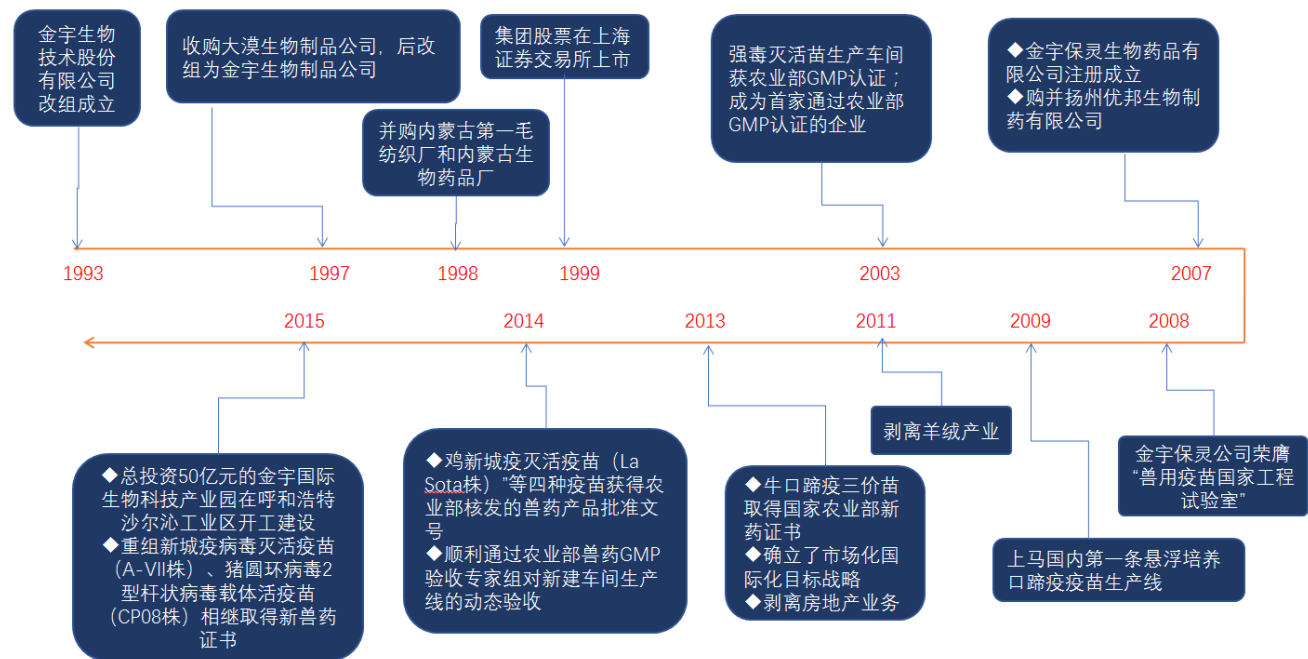 金宇生物
技术股份
有限公司
改组成立
收购大漠生物制品公司，后改
组为金宇生物制品公司
并购内蒙古第一毛
纺织厂和内蒙古生
物药品厂
集团股票在上海
证券交易所上市
强毒灭活苗生产车间
获农业部GMP认证；
成为首家通过农业部
GMP认证的企业
◆金宇保灵生物药品有
限公司注册成立
◆购并扬州优邦生物制
药有限公司
1993
1997
1998
1999
2003
2007
2015
2014
2013
2011
2009
2008
◆总投资50亿元的金宇国际
生物科技产业园在呼和浩特
沙尔沁工业区开工建设
◆重组新城疫病毒灭活疫苗
（A-VII株）、猪圆环病毒2
型杆状病毒载体活疫苗
（CP08株）相继取得新兽药
证书
◆鸡新城疫灭活疫苗（La
Sota株）”等四种疫苗获得农
业部核发的兽药产品批准文
号
◆顺利通过农业部兽药GMP
验收专家组对新建车间生产
线的动态验收
◆牛口蹄疫三价苗
取得国家农业部新
药证书
◆确立了市场化国
际化目标战略
◆剥离房地产业务
剥离羊绒产业
上马国内第一条悬浮培养
口蹄疫疫苗生产线
金宇保灵公司荣膺
“兽用疫苗国家工程
试验室”